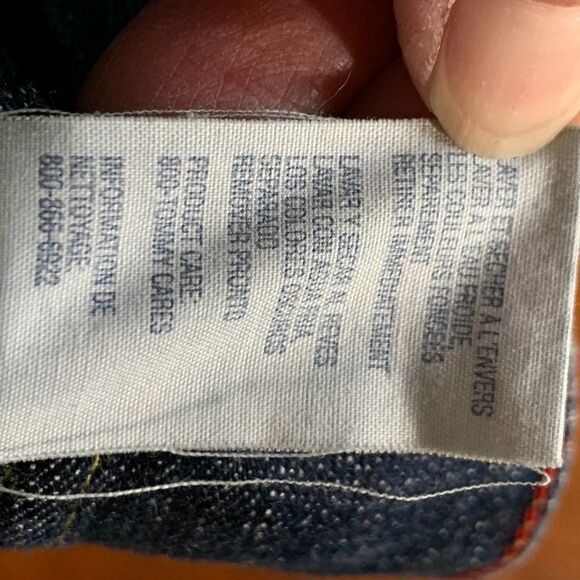 LAVER ET SECHER À L'ENVERS
LAVER A L'EAU FROIDE.
LES COULEURS FONCEES
SEPAREMENT
RETIRER IMMEDIATEMENT
LAVAR Y SECAR AL REVES
LAVAR CON AGUA FRIA.
LOS COLORES OSCUROS
SEPARADO
REMOVER PRONTO
PRODUCT CARE:
800-TOMMY CARES
INFORMATION DE
NETTOYAGE:
800-866-6922